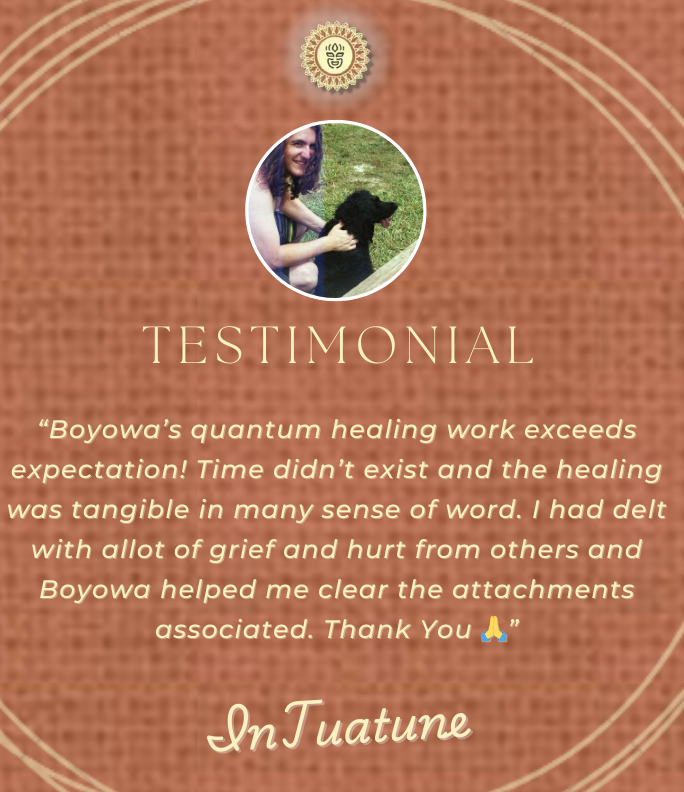 TESTIMONIAL
“Boyowa’s quantum healing work exceeds
expectation! Time didn’t exist and the healing
was tangible in many sense of word. I had delt
with allot of grief and hurt from others and
Boyowa helped me clear the attachments
associated. Thank You 🙏”
InTuatune